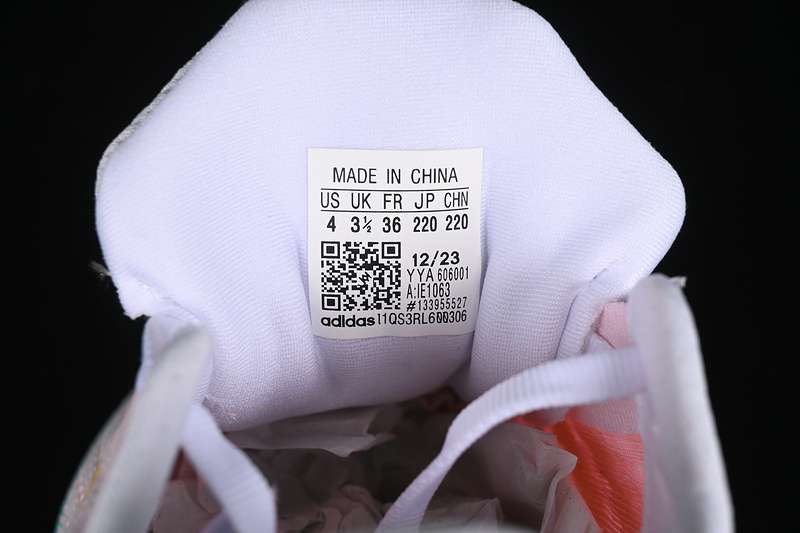 MADE IN CHINA
US UK FR JP CHN
4 3½ 36 220 220
12/23
YYA 606001
A:IE1063
#133955527
adidas I1QS3RL600306